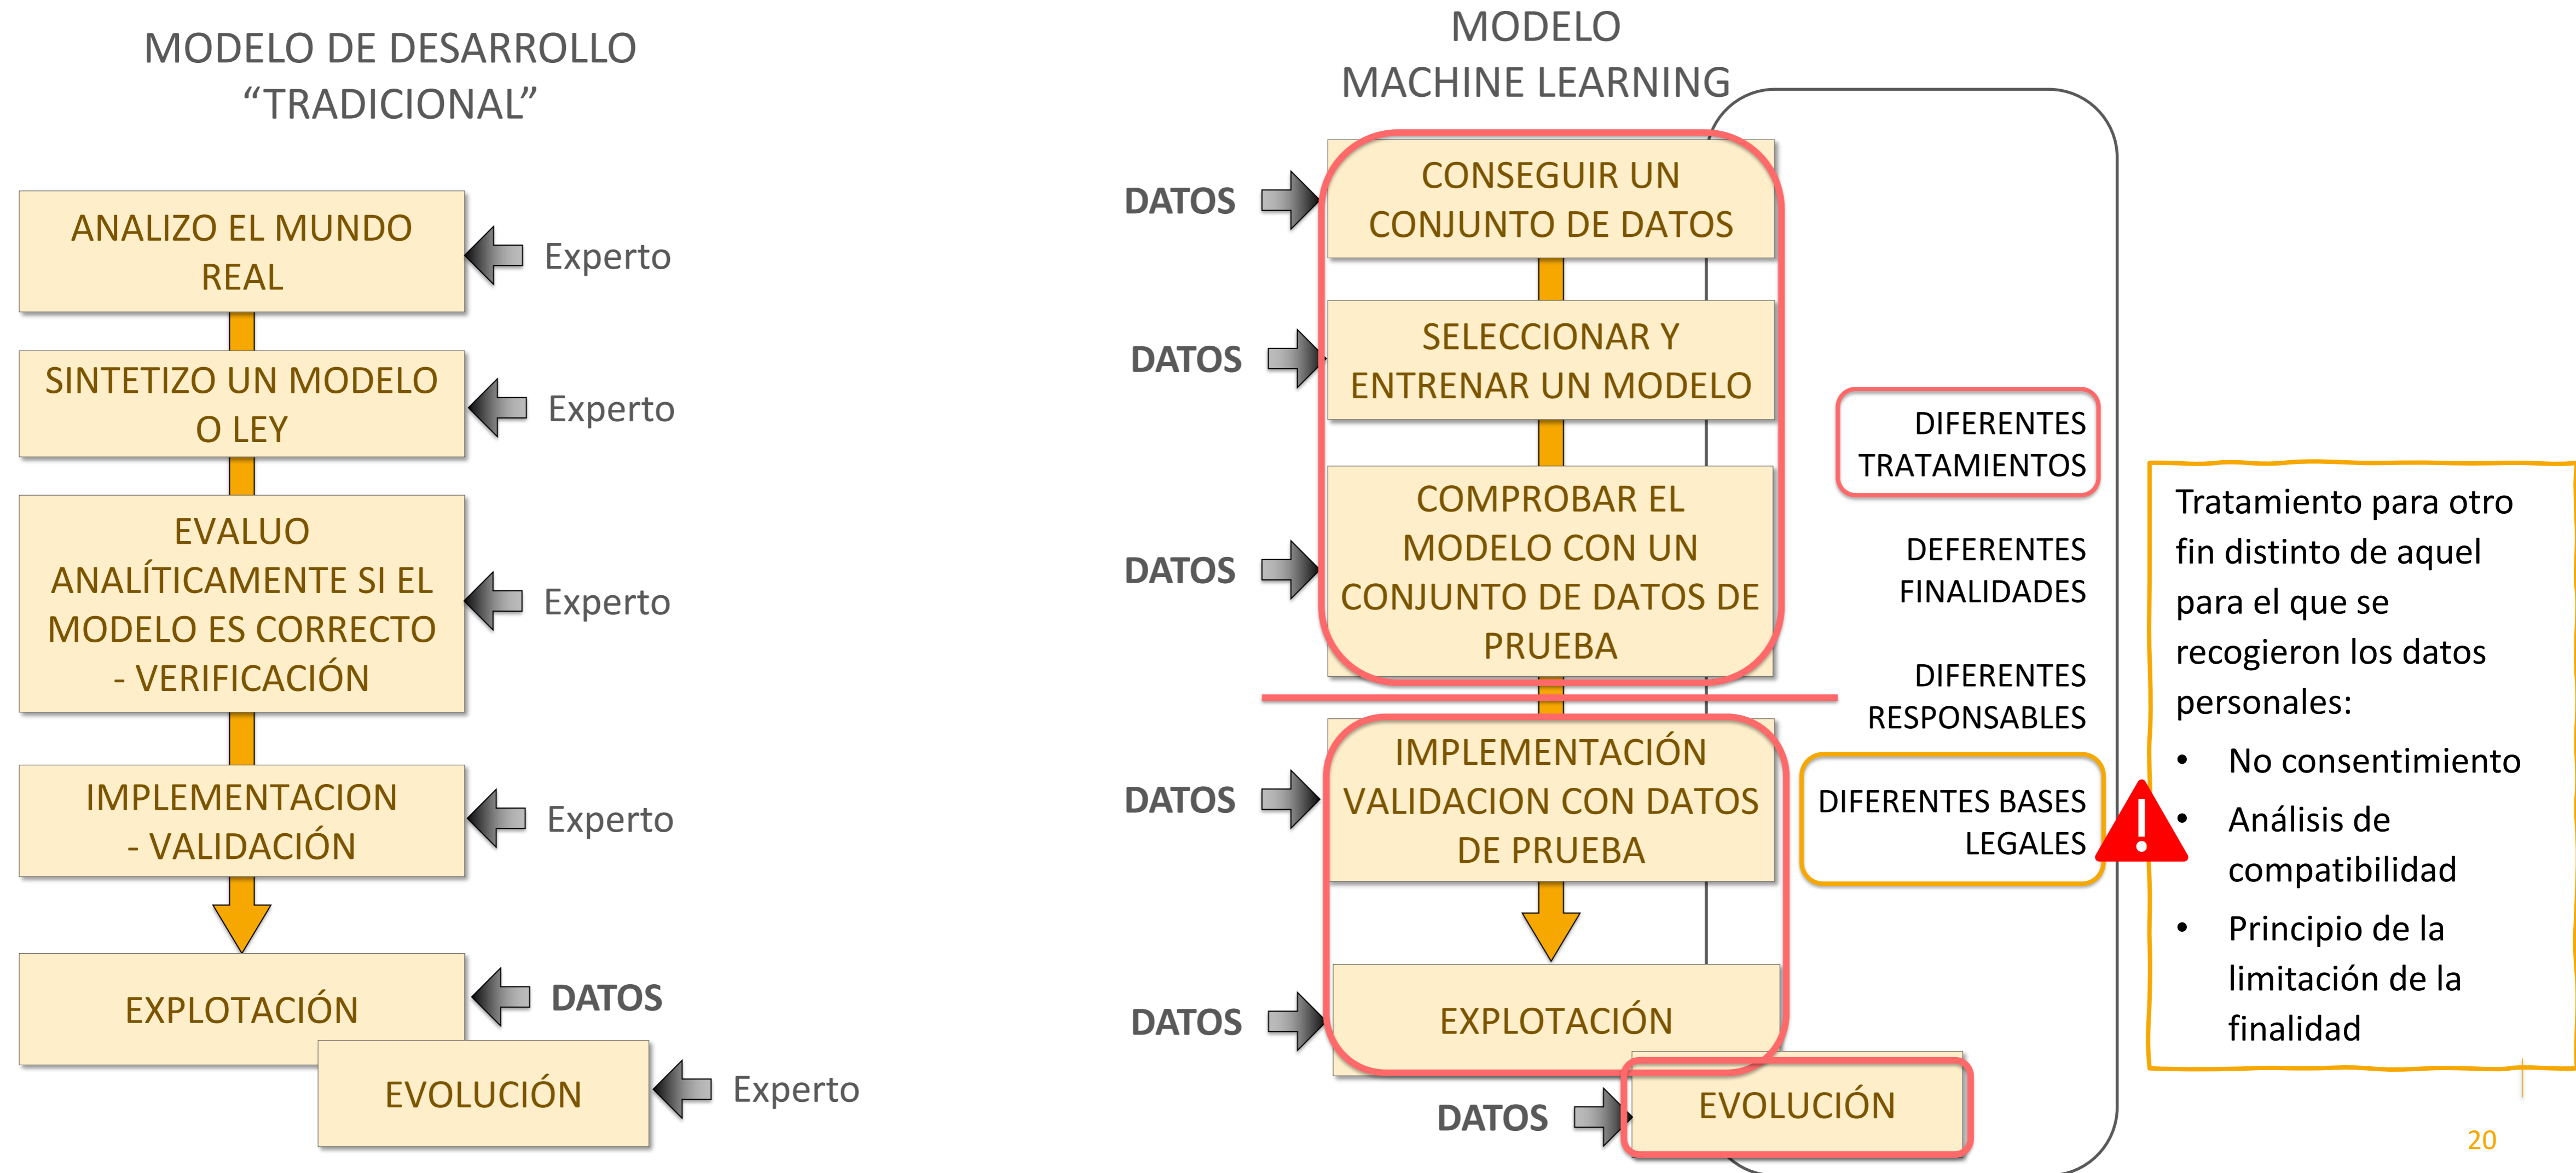 MODELO DE DESARROLLO
“TRADICIONAL”
ANALIZO EL MUNDO
REAL
Experto
SINTETIZO UN MODELO
O LEY
Experto
EVALUO
ANALÍTICAMENTE SI EL
MODELO ES CORRECTO
- VERIFICACIÓN
Experto
IMPLEMENTACION
- VALIDACIÓN
Experto
EXPLOTACIÓN
DATOS
EVOLUCIÓN
Experto
MODELO
MACHINE LEARNING
DATOS
CONSEGUIR UN
CONJUNTO DE DATOS
DATOS
SELECCIONAR Y
ENTRENAR UN MODELO
DATOS
COMPROBAR EL
MODELO CON UN
CONJUNTO DE DATOS DE
PRUEBA
DATOS
IMPLEMENTACIÓN
VALIDACION CON DATOS
DE PRUEBA
DATOS
EXPLOTACIÓN
DATOS
EVOLUCIÓN
DIFERENTES
TRATAMIENTOS
DEFERENTES
FINALIDADES
DIFERENTES
RESPONSABLES
DIFERENTES BASES
LEGALES
Tratamiento para otro
fin distinto de aquel
para el que se
recogieron los datos
personales:
• No consentimiento
• Análisis de
compatibilidad
• Principio de la
limitación de la
finalidad
20